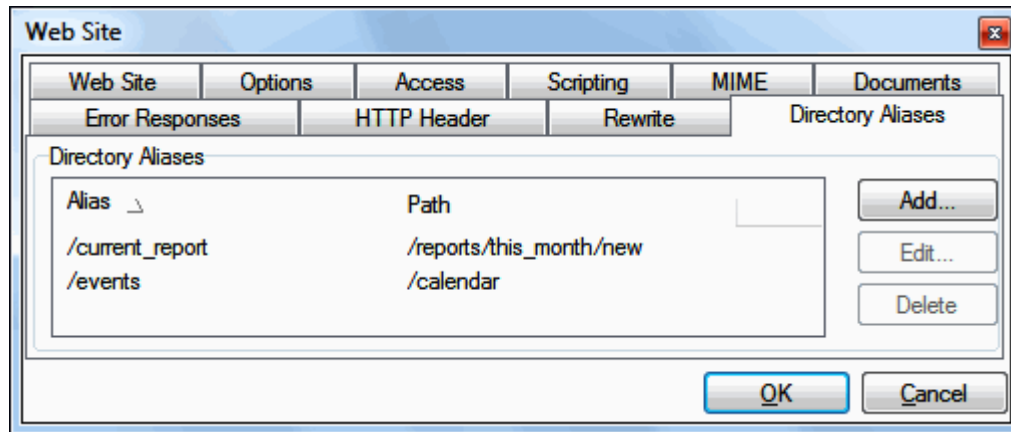 Web Site
Web Site Options Access Scripting MIME Documents
Error Responses HTTP Header Rewrite Directory Aliases
Directory Aliases
Alias Path
/current_report /reports/this_month/new
/events /calendar
Add...
Edit...
Delete
OK Cancel